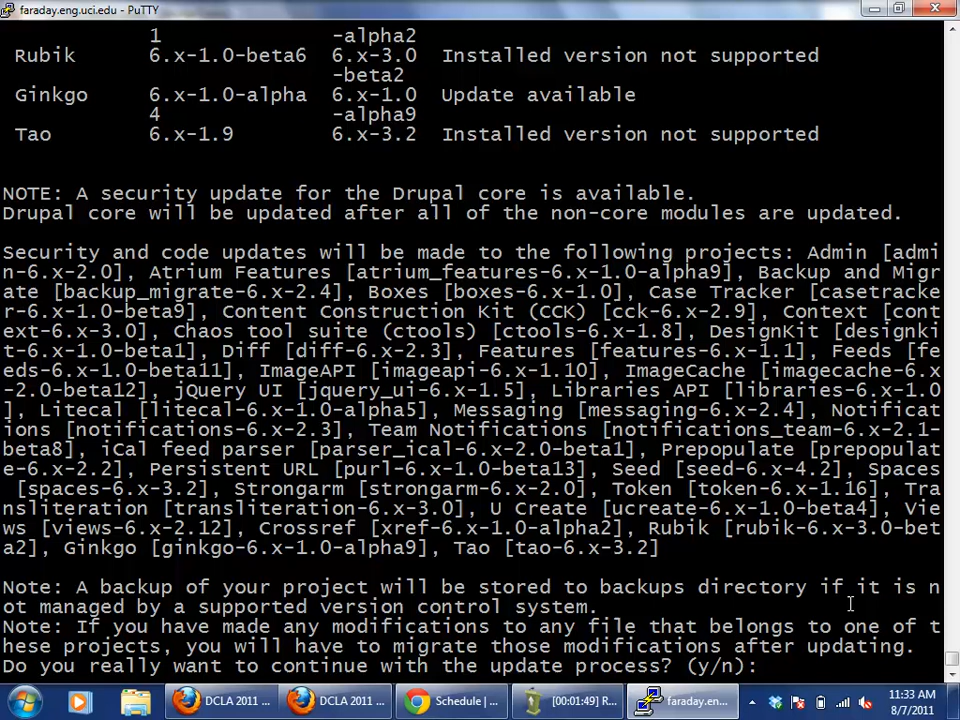 faraday.eng.uci.edu - PuTTY
1 -alpha2
Rubik 6.x-1.0-beta6 6.x-3.0 Installed version not supported
-beta2
Ginkgo 6.x-1.0-alpha 6.x-1.0 Update available
4 -alpha9
Tao 6.x-1.9 6.x-3.2 Installed version not supported
NOTE: A security update for the Drupal core is available.
Drupal core will be updated after all of the non-core modules are updated.
Security and code updates will be made to the following projects: Admin [admi
n-6.x-2.0], Atrium Features [atrium_features-6.x-1.0-alpha9], Backup and Migr
ate [backup_migrate-6.x-2.4], Boxes [boxes-6.x-1.0], Case Tracker [casetracke
r-6.x-1.0-beta9], Content Construction Kit (CCK) [cck-6.x-2.9], Context [cont
ext-6.x-3.0], Chaos tool suite (ctools) [ctools-6.x-1.8], DesignKit [designki
t-6.x-1.0-beta1], Diff [diff-6.x-2.3], Features [features-6.x-1.1], Feeds [fe
eds-6.x-1.0-beta11], ImageAPI [imageapi-6.x-1.10], ImageCache [imagecache-6.x
-2.0-beta12], jQuery UI [jquery_ui-6.x-1.5], Libraries API [libraries-6.x-1.0
], Litecal [litecal-6.x-1.0-alpha5], Messaging [messaging-6.x-2.4], Notificat
ions [notifications-6.x-2.3], Team Notifications [notifications_team-6.x-2.1-
beta8], iCal feed parser [parser_ical-6.x-2.0-beta1], Prepopulate [prepopulat
e-6.x-2.2], Persistent URL [purl-6.x-1.0-beta13], Seed [seed-6.x-4.2], Spaces
[spaces-6.x-3.2], Strongarm [strongarm-6.x-2.0], Token [token-6.x-1.16], Tra
nsliteration [transliteration-6.x-3.0], U Create [ucreate-6.x-1.0-beta4], Vie
ws [views-6.x-2.12], Crossref [xref-6.x-1.0-alpha2], Rubik [rubik-6.x-3.0-bet
a2], Ginkgo [ginkgo-6.x-1.0-alpha9], Tao [tao-6.x-3.2]
Note: A backup of your project will be stored to backups directory if it is n
ot managed by a supported version control system.
Note: If you have made any modifications to any file that belongs to one of t
hese projects, you will have to migrate those modifications after updating.
Do you really want to continue with the update process? (y/n):
DCLA 2011 ... DCLA 2011 ... Schedule | ... [00:01:49] R... faraday.en... 11:33 AM
8/7/2011